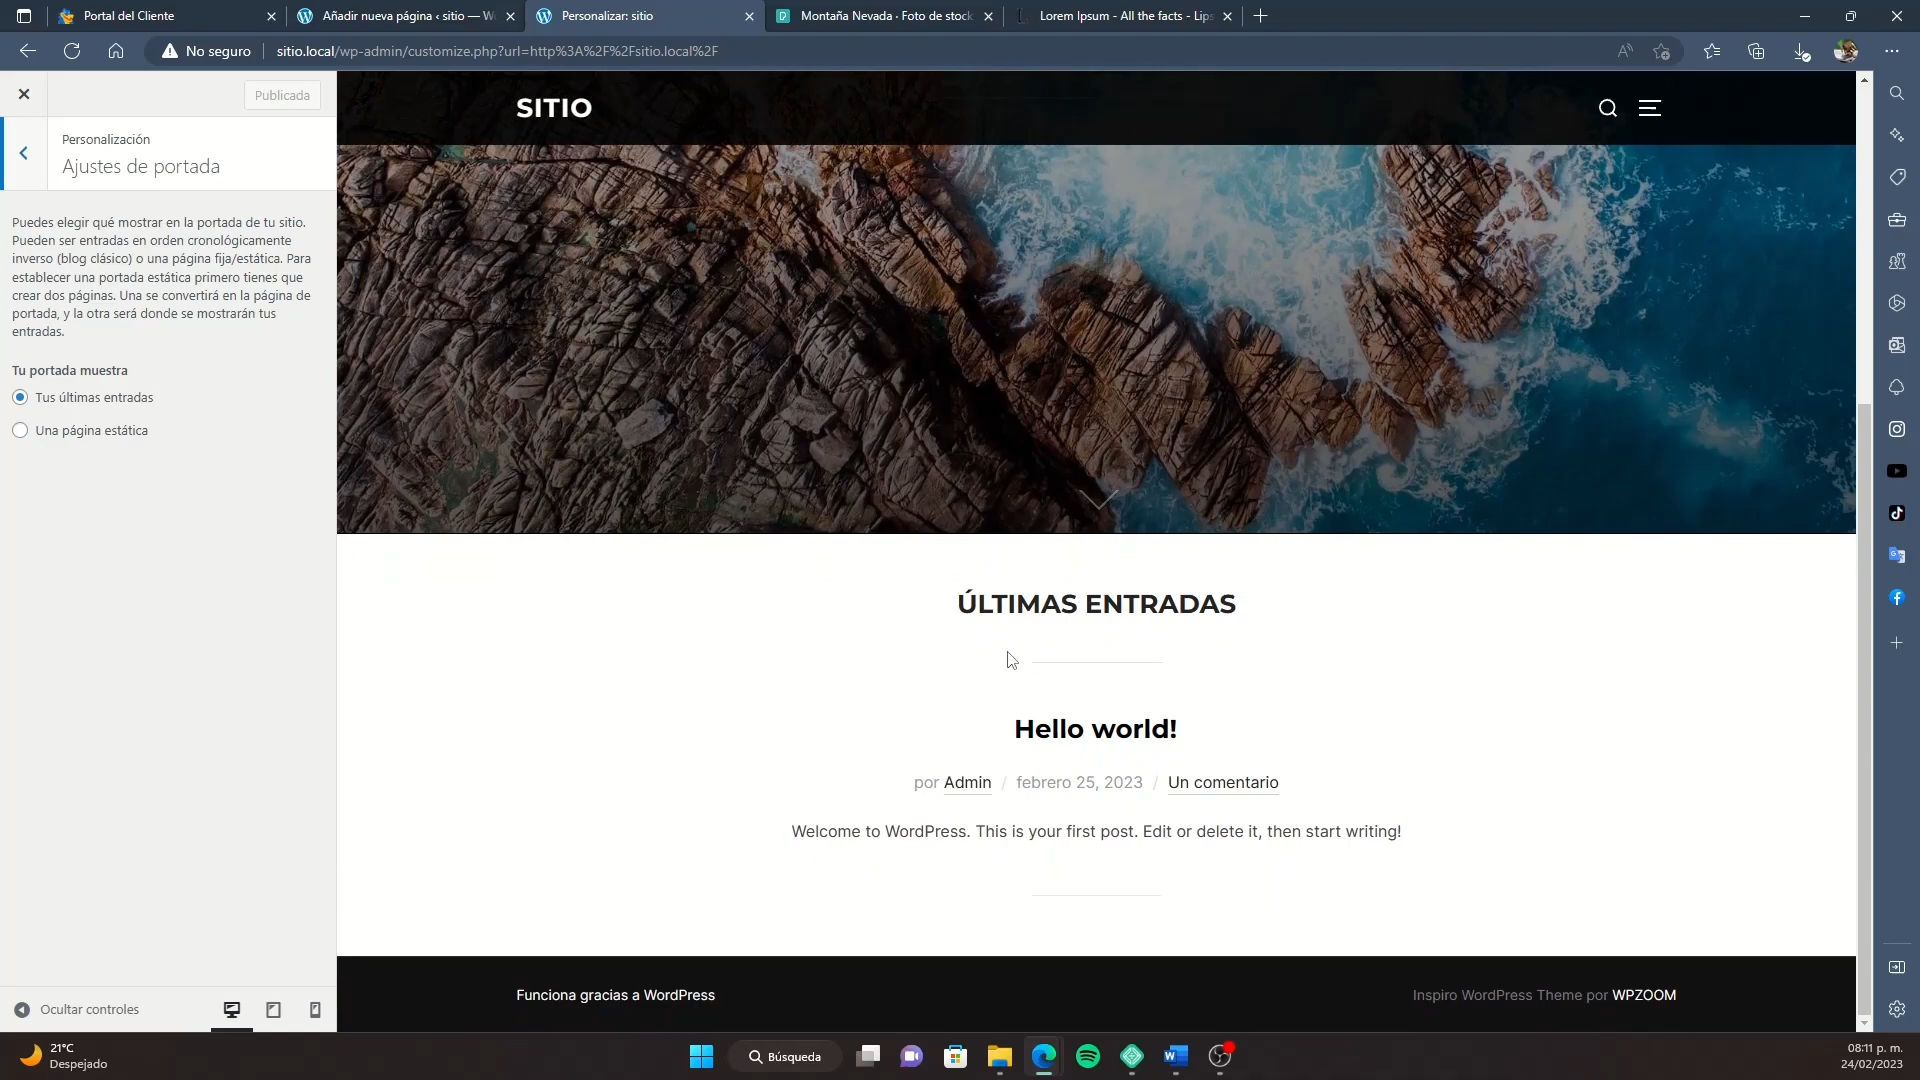 Portal del Cliente
Añadir nueva página ‹ sitio — W
Personalizar: sitio
Montaña Nevada · Foto de stock
Lorem Ipsum - All the facts - Lips
No seguro
sitio.local/wp-admin/customize.php?url=http%3A%2F%2Fsitio.local%2F
Publicada
Personalización
Ajustes de portada
Puedes elegir qué mostrar en la portada de tu sitio.
Pueden ser entradas en orden cronológicamente
inverso (blog clásico) o una página fija/estática. Para
establecer una portada estática primero tienes que
crear dos páginas. Una se convertirá en la página de
portada, y la otra será donde se mostrarán tus
entradas.
Tu portada muestra
Tus últimas entradas
Una página estática
Ocultar controles
SITIO
ÚLTIMAS ENTRADAS
Hello world!
por Admin / febrero 25, 2023 / Un comentario
Welcome to WordPress. This is your first post. Edit or delete it, then start writing!
Funciona gracias a WordPress
Inspiro WordPress Theme por WPZOOM
21°C
Despejado
Búsqueda
08:11 p. m.
24/02/2023